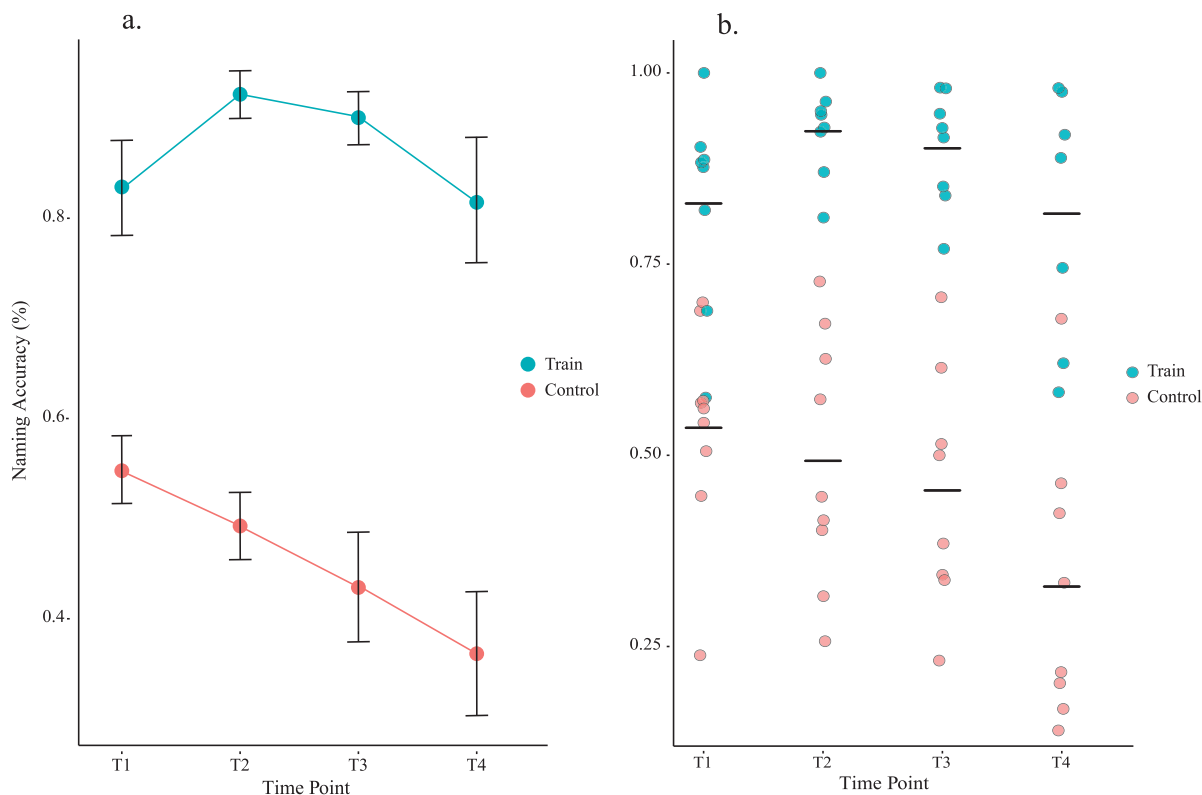 a.
Naming Accuracy (%)
0.8
0.6
0.4
T1 T2 T3 T4
Time Point
Train
Control
b.
1.00
0.75
0.50
0.25
T1 T2 T3 T4
Time Point
Train
Control